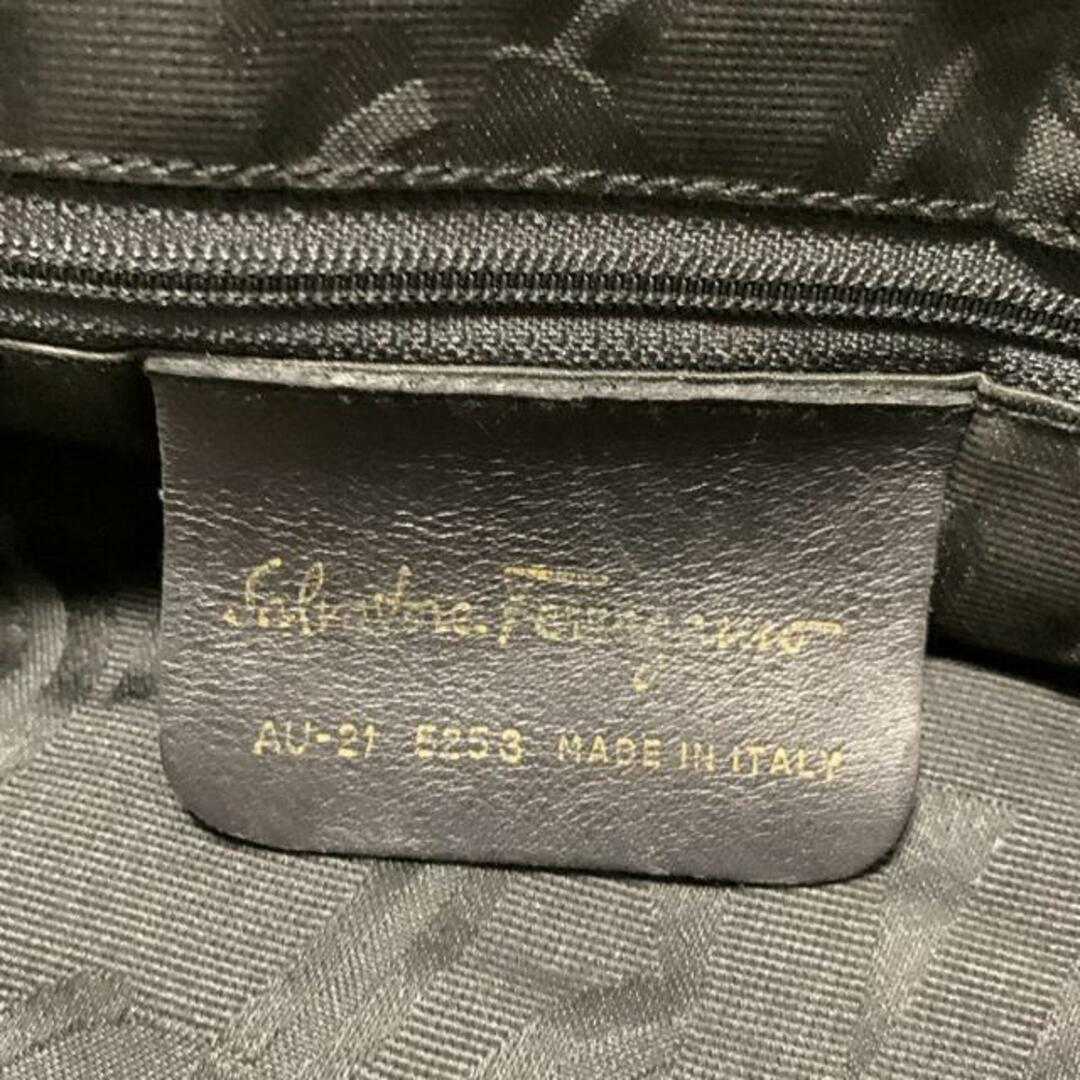 Salvatore Ferragamo
AU-21 5253 MADE IN ITALY